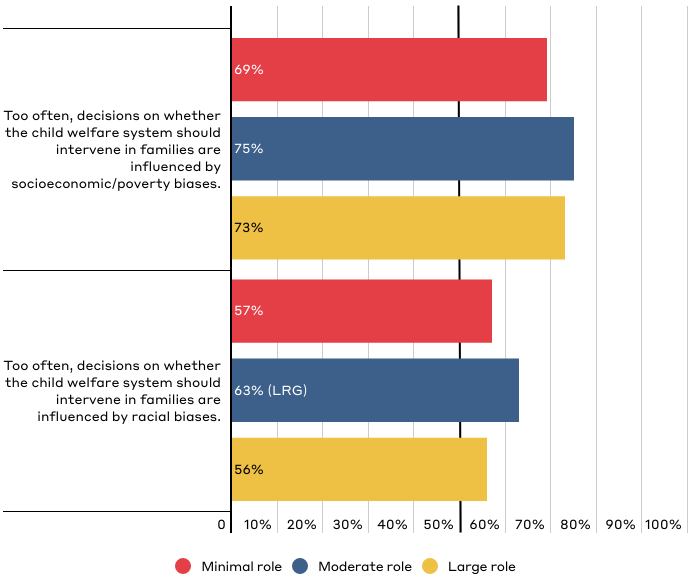 69%
Too often, decisions on whether
the child welfare system should
intervene in families are
influenced by
socioeconomic/poverty biases.
75%
73%
57%
Too often, decisions on whether
the child welfare system should
intervene in families are
influenced by racial biases.
63% (LRG)
56%
0 10% 20% 30% 40% 50% 60% 70% 80% 90% 100%
Minimal role Moderate role Large role